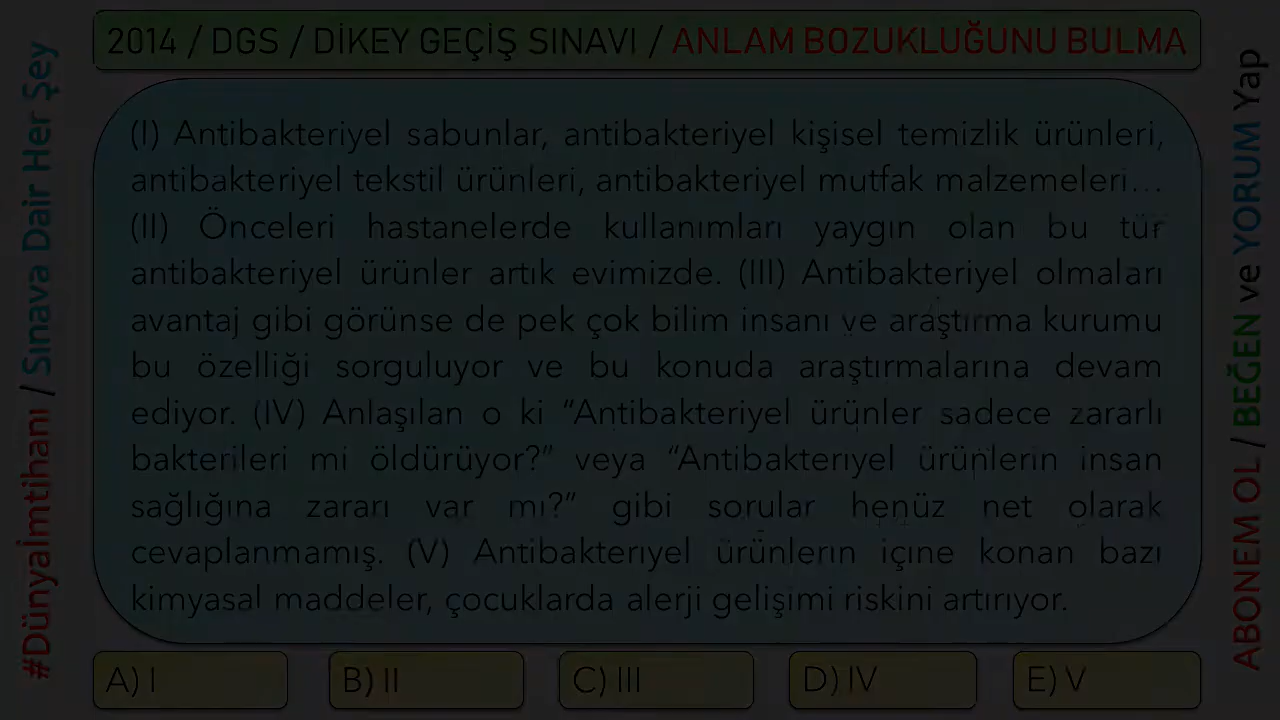 2014 / DGS / DİKEY GEÇİŞ SINAVI / ANLAM BOZUKLUĞUNU BULMA
#Dünyaİmtihanı / Sınava Dair Her Şey
(I) Antibakteriyel sabunlar, antibakteriyel kişisel temizlik ürünleri,
antibakteriyel tekstil ürünleri, antibakteriyel mutfak malzemeleri…
(II) Önceleri hastanelerde kullanımları yaygın olan bu tür
antibakteriyel ürünler artık evimizde. (III) Antibakteriyel olmaları
avantaj gibi görünse de pek çok bilim insanı ve araştırma kurumu
bu özelliği sorguluyor ve bu konuda araştırmalarına devam
ediyor. (IV) Anlaşılan o ki “Antibakteriyel ürünler sadece zararlı
bakterileri mi öldürüyor?” veya “Antibakteriyel ürünlerin insan
sağlığına zararı var mı?” gibi sorular henüz net olarak
cevaplanmamış. (V) Antibakteriyel ürünlerin içine konan bazı
kimyasal maddeler, çocuklarda alerji gelişimi riskini artırıyor.
A) I
B) II
C) III
D) IV
E) V
ABONEM OL / BEĞEN ve YORUM Yap